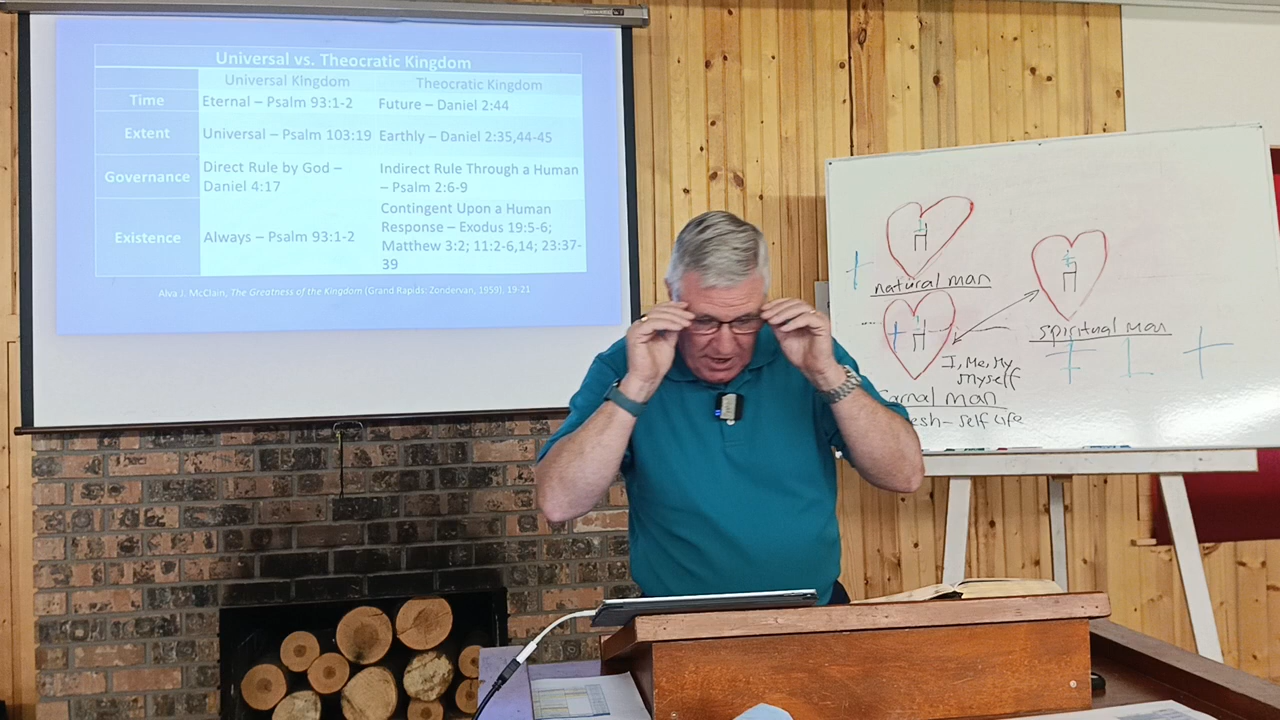 Universal vs. Theocratic Kingdom
Universal Kingdom Theocratic Kingdom
Time Eternal – Psalm 93:1-2 Future – Daniel 2:44
Extent Universal – Psalm 103:19 Earthly – Daniel 2:35,44-45
Governance Direct Rule by God –
Daniel 4:17
Indirect Rule Through a Human
– Psalm 2:6-9
Existence Always – Psalm 93:1-2
Contingent Upon a Human
Response – Exodus 19:5-6;
Matthew 3:2; 11:2-6,14; 23:37-
39
Alva J. McClain, The Greatness of the Kingdom (Grand Rapids: Zondervan, 1959), 19-21.
natural man
spiritual man
I, Me, My
Myself
Carnal man
esh - self life